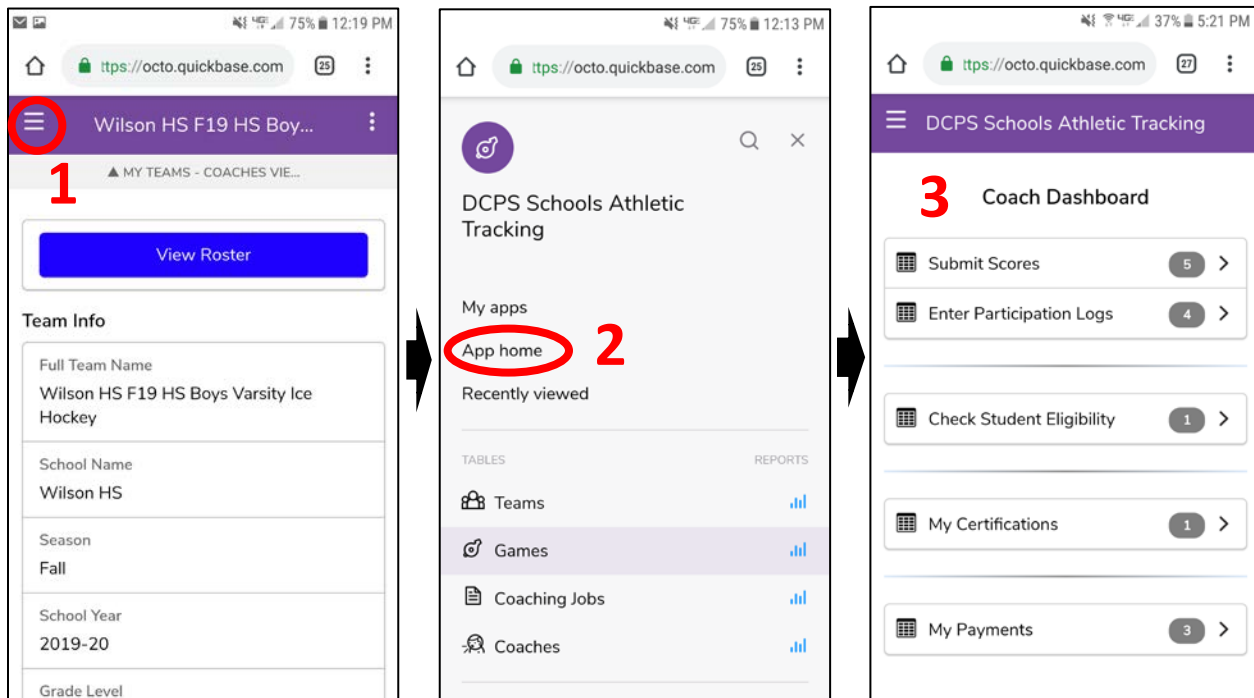 75% 12:19 PM
ttps://octo.quickbase.com 25
Wilson HS F19 HS Boy...
1
MY TEAMS - COACHES VIE...
View Roster
Team Info
Full Team Name
Wilson HS F19 HS Boys Varsity Ice
Hockey
School Name
Wilson HS
Season
Fall
School Year
2019-20
Grade Level
75% 12:13 PM
ttps://octo.quickbase.com 25
DCPS Schools Athletic
Tracking
My apps
App home 2
Recently viewed
TABLES REPORTS
Teams
Games
Coaching Jobs
Coaches
37% 5:21 PM
ttps://octo.quickbase.com 27
DCPS Schools Athletic Tracking
3 Coach Dashboard
Submit Scores 5
Enter Participation Logs 4
Check Student Eligibility 1
My Certifications 1
My Payments 3